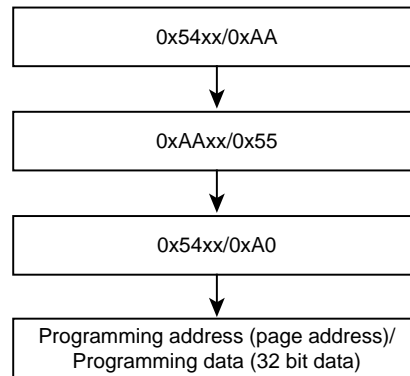 0x54xx/0xAA
0xAAxx/0x55
0x54xx/0xA0
Programming address (page address)/
Programming data (32 bit data)